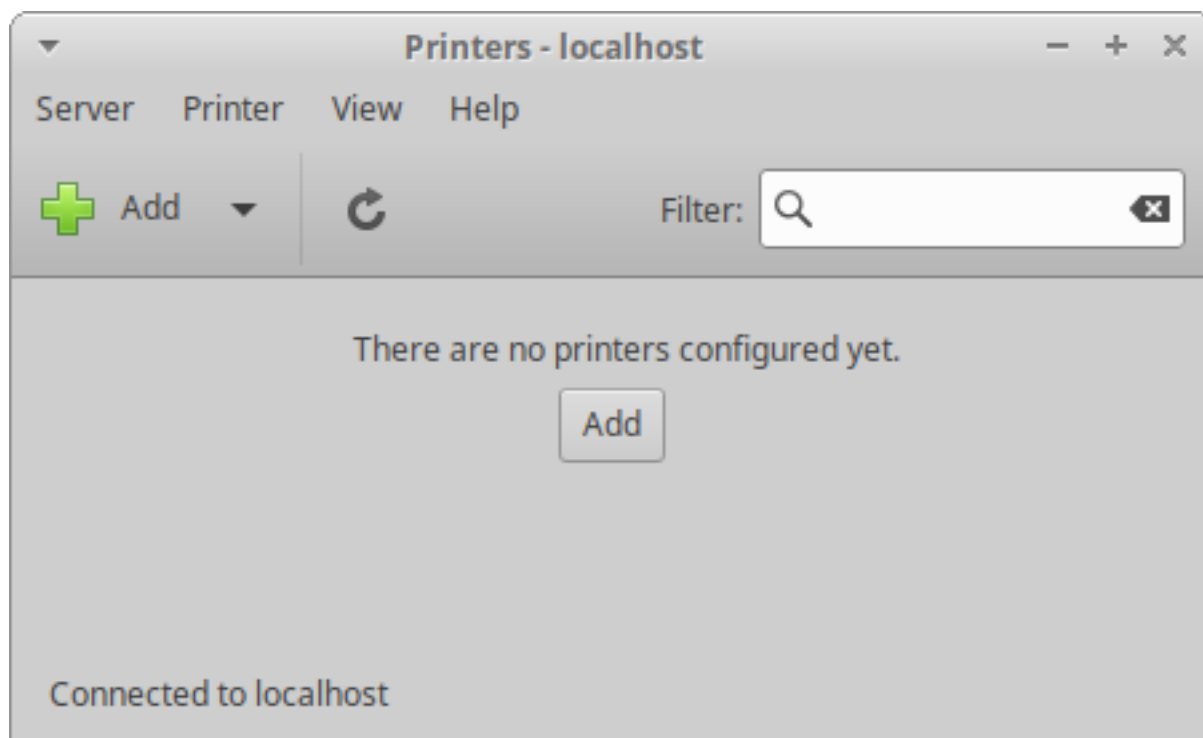 Printers - localhost
Server Printer View Help
Add Filter:
There are no printers configured yet.
Add
Connected to localhost